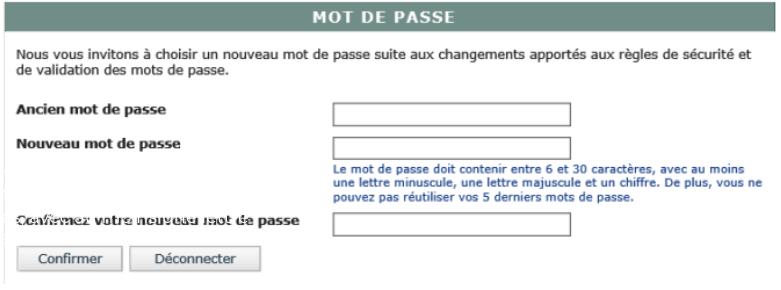 MOT DE PASSE
Nous vous invitons à choisir un nouveau mot de passe suite aux changements apportés aux règles de sécurité et
de validation des mots de passe.
Ancien mot de passe
Nouveau mot de passe
Le mot de passe doit contenir entre 6 et 30 caractères, avec au moins
une lettre minuscule, une lettre majuscule et un chiffre. De plus, vous ne
pouvez pas réutiliser vos 5 derniers mots de passe.
Confirmez votre nouveau mot de passe
Confirmer Déconnecter